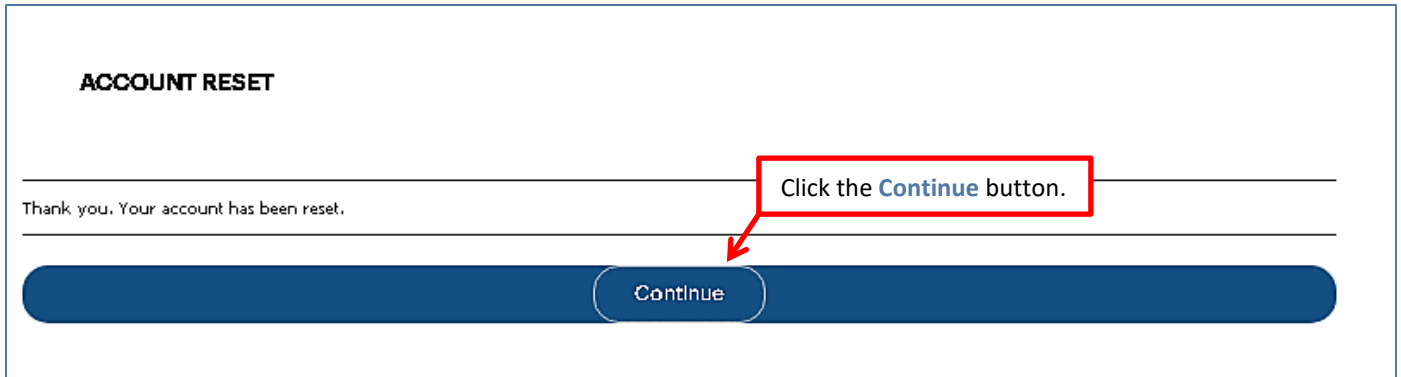 ACCOUNT RESET
Click the Continue button.
Thank you. Your account has been reset.
Continue